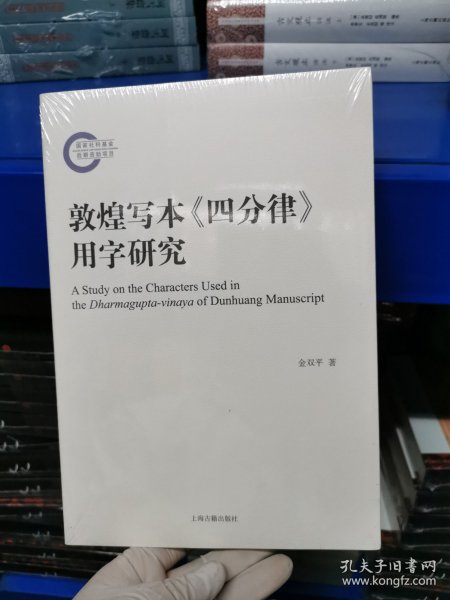 国家社科基金
后期资助项目
敦煌写本《四分律》
用字研究
A Study on the Characters Used in
the Dharmagupta-vinaya of Dunhuang Manuscript
金双平 著
上海古籍出版社
孔夫子旧书网
www.kongfz.com